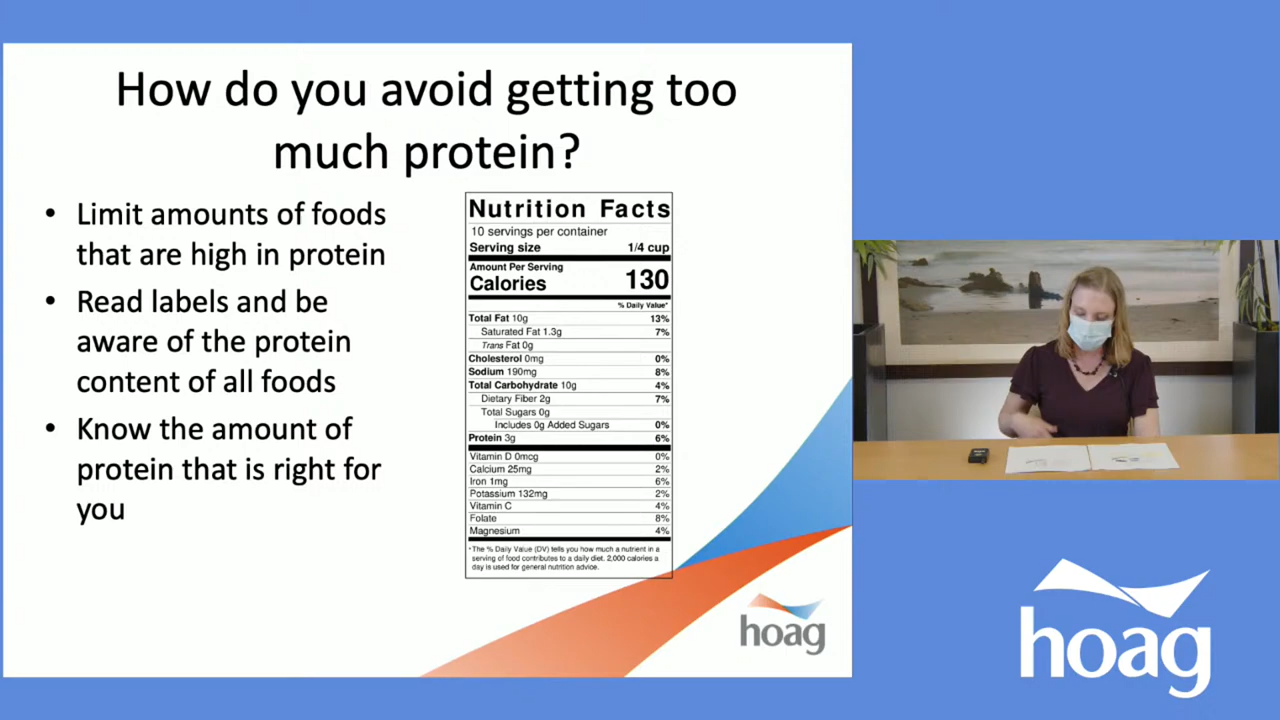 How do you avoid getting too
much protein?
• Limit amounts of foods
that are high in protein
• Read labels and be
aware of the protein
content of all foods
• Know the amount of
protein that is right for
you
Nutrition Facts
10 servings per container
Serving size 1/4 cup
Amount Per Serving
Calories 130
% Daily Value*
Total Fat 10g 13%
Saturated Fat 1.3g 7%
Trans Fat 0g
Cholesterol 0mg 0%
Sodium 190mg 8%
Total Carbohydrate 10g 4%
Dietary Fiber 2g 7%
Total Sugars 0g
Includes 0g Added Sugars 0%
Protein 3g 6%
Vitamin D 0mcg 0%
Calcium 25mg 2%
Iron 1mg 6%
Potassium 132mg 2%
Vitamin C 4%
Folate 8%
Magnesium 4%
*The % Daily Value (DV) tells you how much a nutrient in a
serving of food contributes to a daily diet. 2,000 calories a
day is used for general nutrition advice.
hoag
hoag